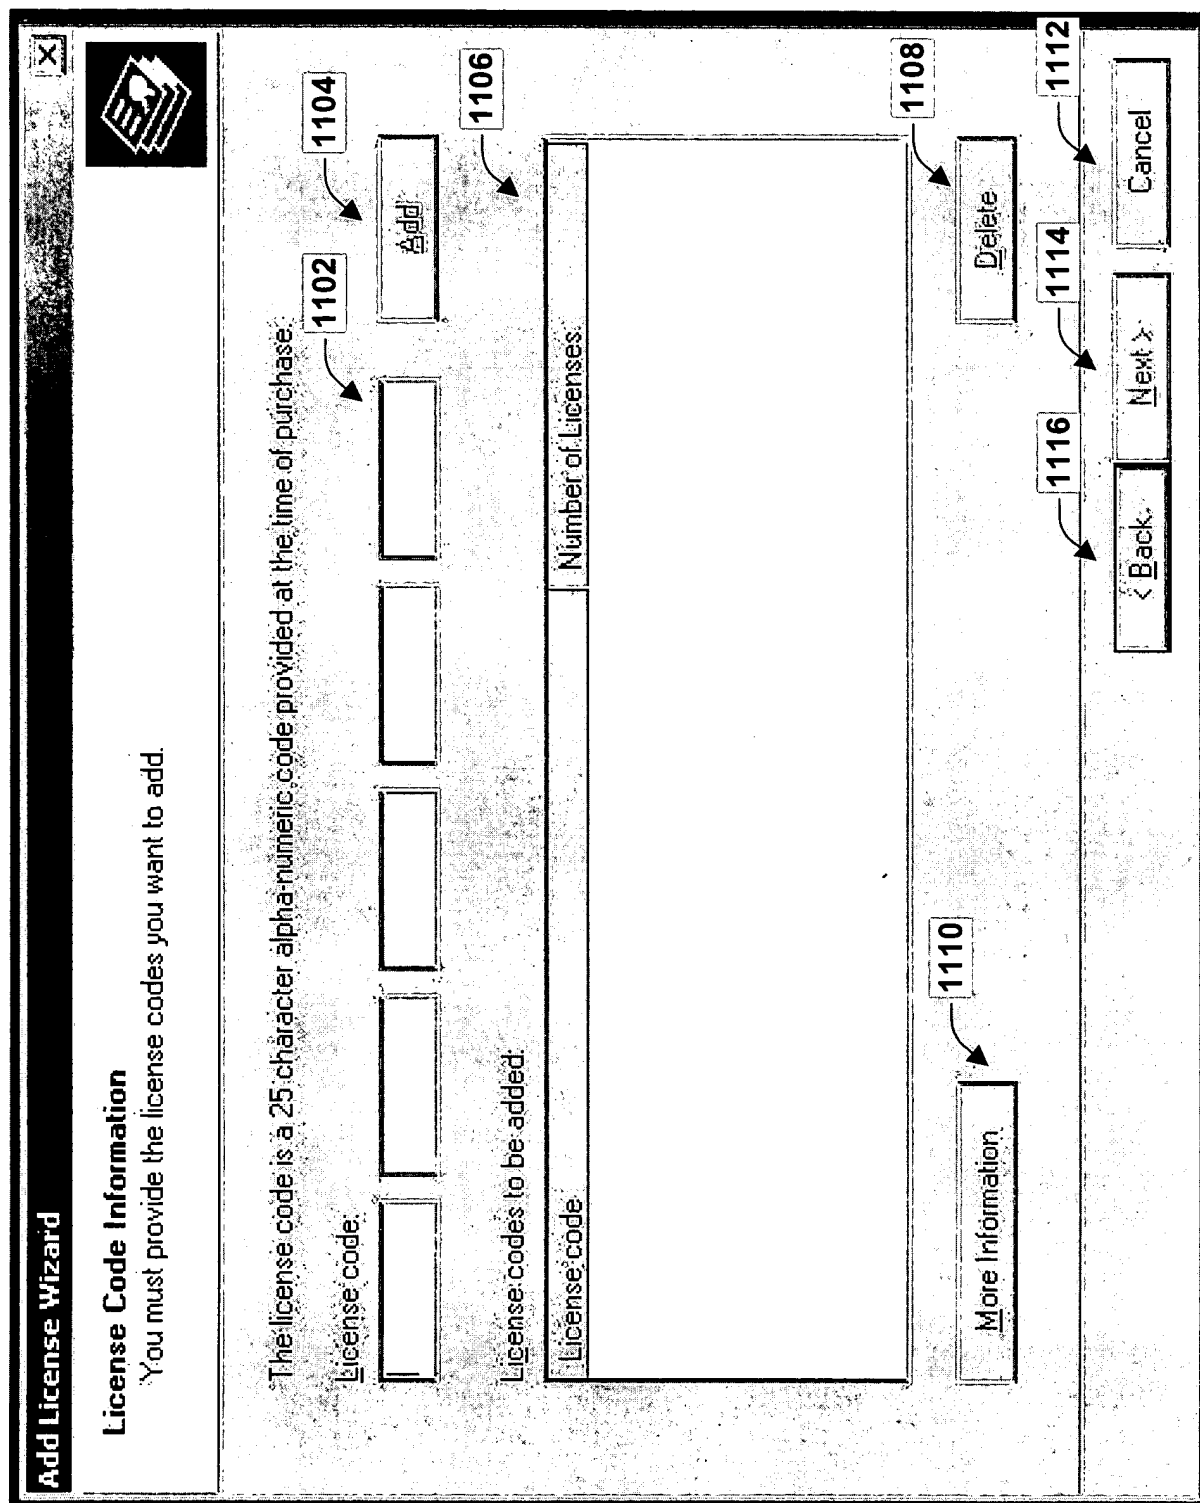 Add License Wizard
License Code Information
You must provide the license codes you want to add.
The license code is a 25 character alpha-numeric code provided at the time of purchase.
License code:
1102
1104
Add
License codes to be added:
1106
License code
Number of Licenses
1110
1108
More Information
Delete
1116
1114
1112
< Back
Next >
Cancel